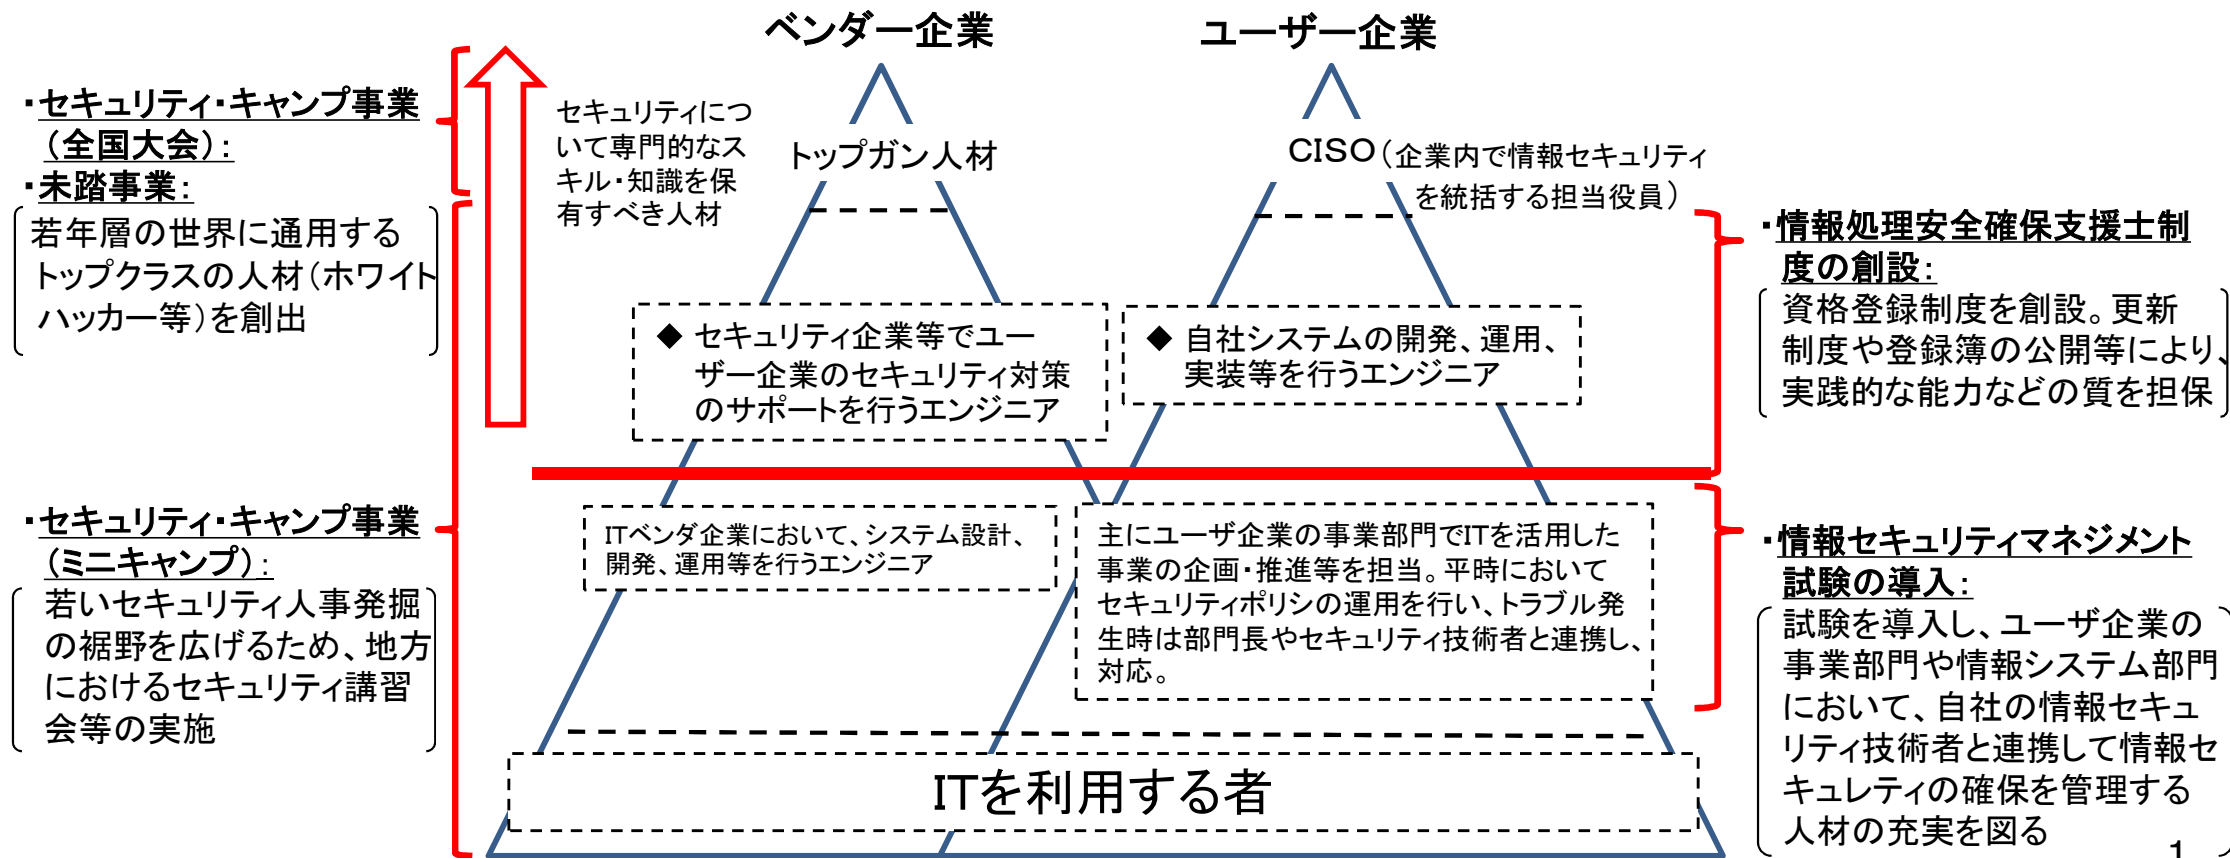 ベンダー企業
ユーザー企業
・セキュリティ・キャンプ事業
（全国大会）：
・未踏事業：
若年層の世界に通用する
トップクラスの人材（ホワイト
ハッカー等）を創出
セキュリティにつ
いて専門的なス
キル・知識を保
有すべき人材
トップガン人材
CISO（企業内で情報セキュリティ
を統括する担当役員）
◆ セキュリティ企業等でユー
ザー企業のセキュリティ対策
のサポートを行うエンジニア
◆ 自社システムの開発、運用、
実装等を行うエンジニア
・情報処理安全確保支援士制
度の創設：
資格登録制度を創設。更新
制度や登録簿の公開等により、
実践的な能力などの質を担保
・セキュリティ・キャンプ事業
（ミニキャンプ）：
若いセキュリティ人事発掘
の裾野を広げるため、地方
におけるセキュリティ講習
会等の実施
ITベンダ企業において、システム設計、
開発、運用等を行うエンジニア
主にユーザ企業の事業部門でITを活用した
事業の企画・推進等を担当。平時において
セキュリティポリシの運用を行い、トラブル発
生時は部門長やセキュリティ技術者と連携し、
対応。
・情報セキュリティマネジメント
試験の導入：
試験を導入し、ユーザ企業の
事業部門や情報システム部門
において、自社の情報セキュ
リティ技術者と連携して情報セ
キュレティの確保を管理する
人材の充実を図る
ITを利用する者
1